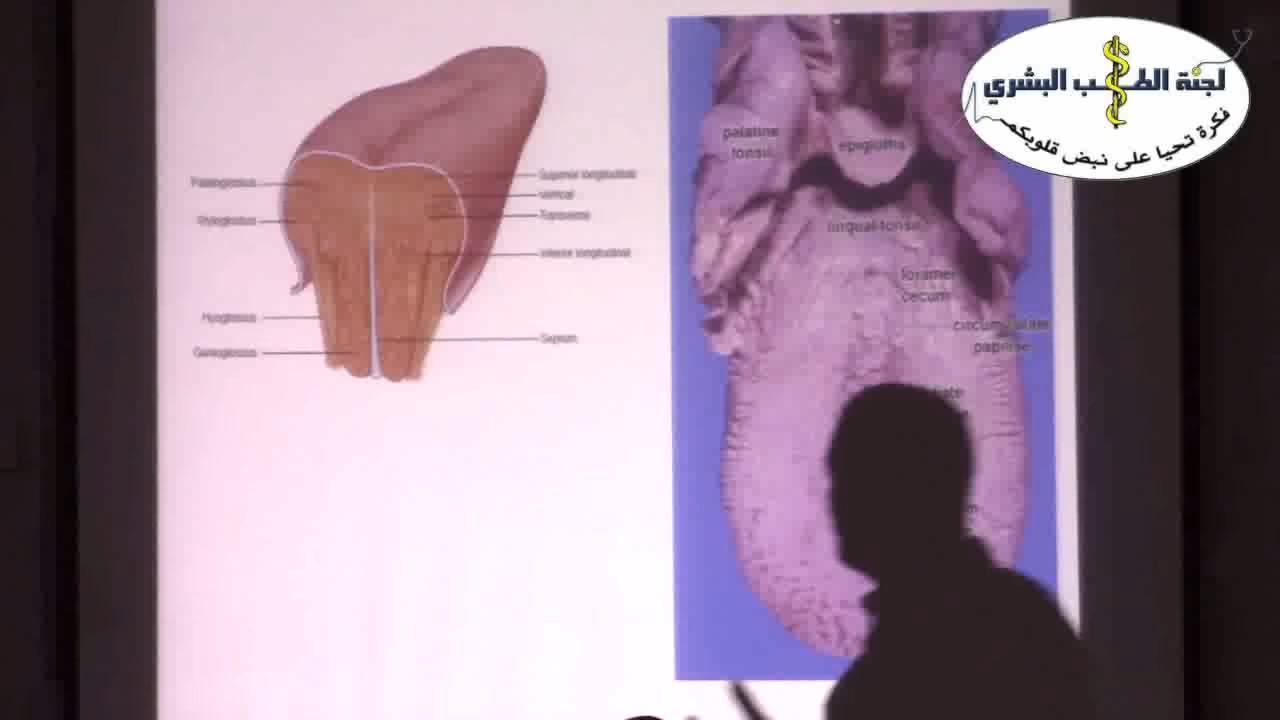 لجنة الطب البشري
فكرة تحيا على نبض قلوبكم
palatine
tonsil
epiglottis
lingual tonsil
foramen
cecum
circumvallate
papillae
Palatoglossus
Styloglossus
Hyoglossus
Genioglossus
Superior longitudinal
Vertical
Transverse
Inferior longitudinal
Septum